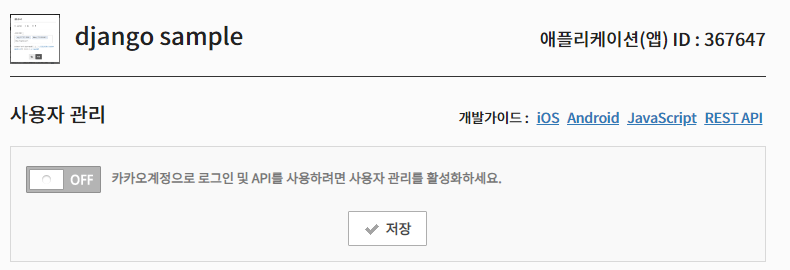 django sample
애플리케이션(앱) ID : 367647
사용자 관리
개발가이드 : iOS Android JavaScript REST API
OFF 카카오계정으로 로그인 및 API를 사용하려면 사용자 관리를 활성화하세요.
저장